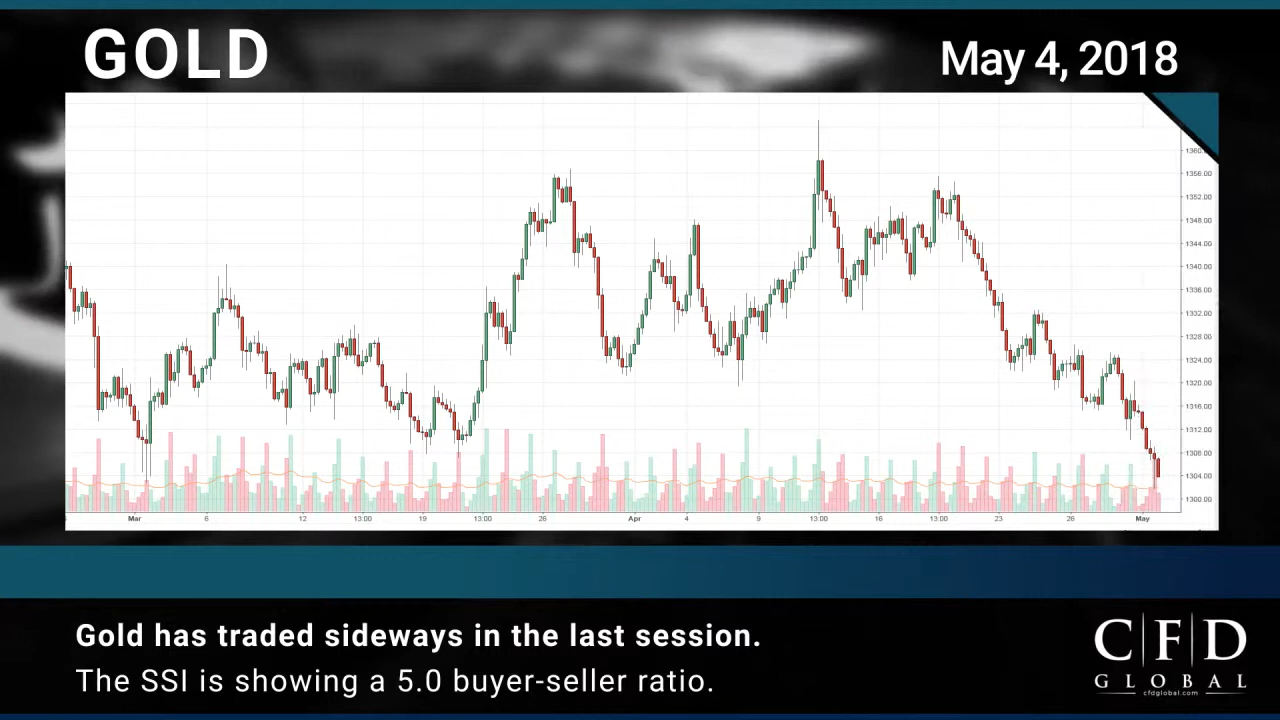 GOLD
May 4, 2018
1360.00
1356.00
1352.00
1348.00
1344.00
1340.00
1336.00
1332.00
1328.00
1324.00
1320.00
1316.00
1312.00
1308.00
1304.00
1300.00
Mar 6 12 13:00 19 13:00 26 Apr 4 9 13:00 16 13:00 23 26 May
Gold has traded sideways in the last session.
The SSI is showing a 5.0 buyer-seller ratio.
CFD
GLOBAL
cfdglobal.com